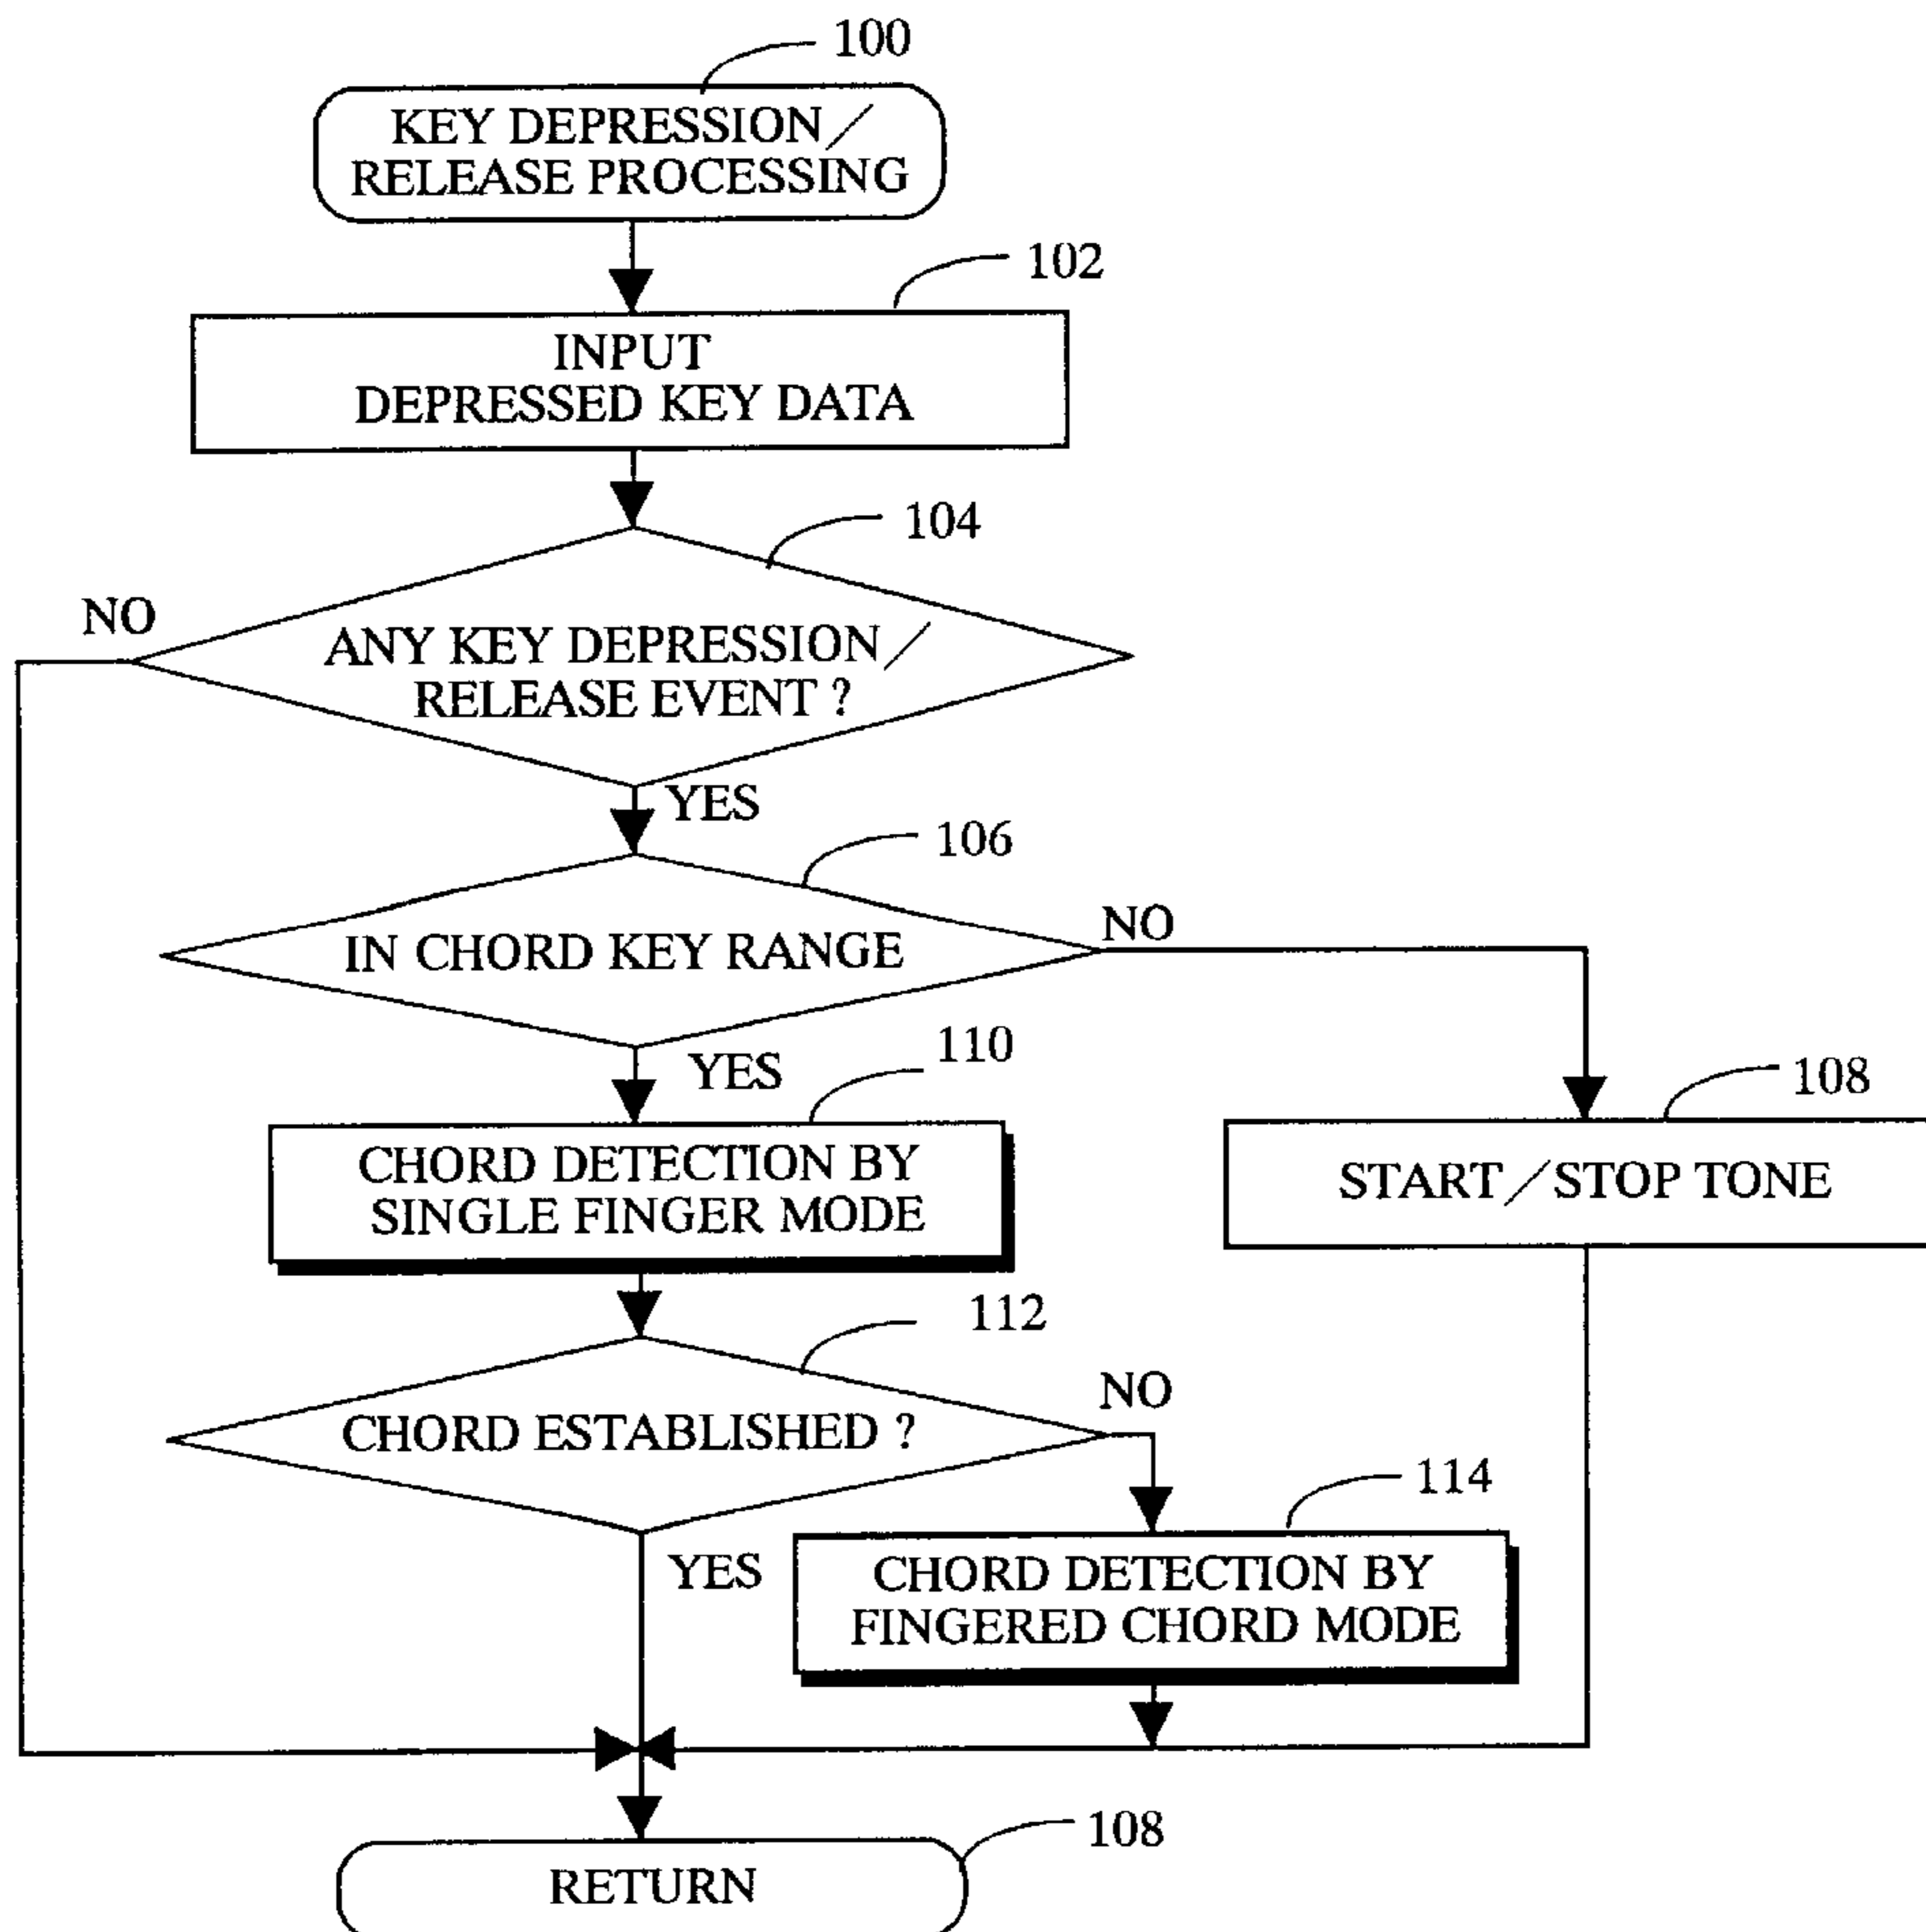 100
KEY DEPRESSION/
RELEASE PROCESSING
102
INPUT
DEPRESSED KEY DATA
104
NO
ANY KEY DEPRESSION/
RELEASE EVENT ?
YES
106
NO
IN CHORD KEY RANGE
YES
110
108
CHORD DETECTION BY
SINGLE FINGER MODE
START/STOP TONE
112
NO
CHORD ESTABLISHED ?
114
YES
CHORD DETECTION BY
FINGERED CHORD MODE
108
RETURN